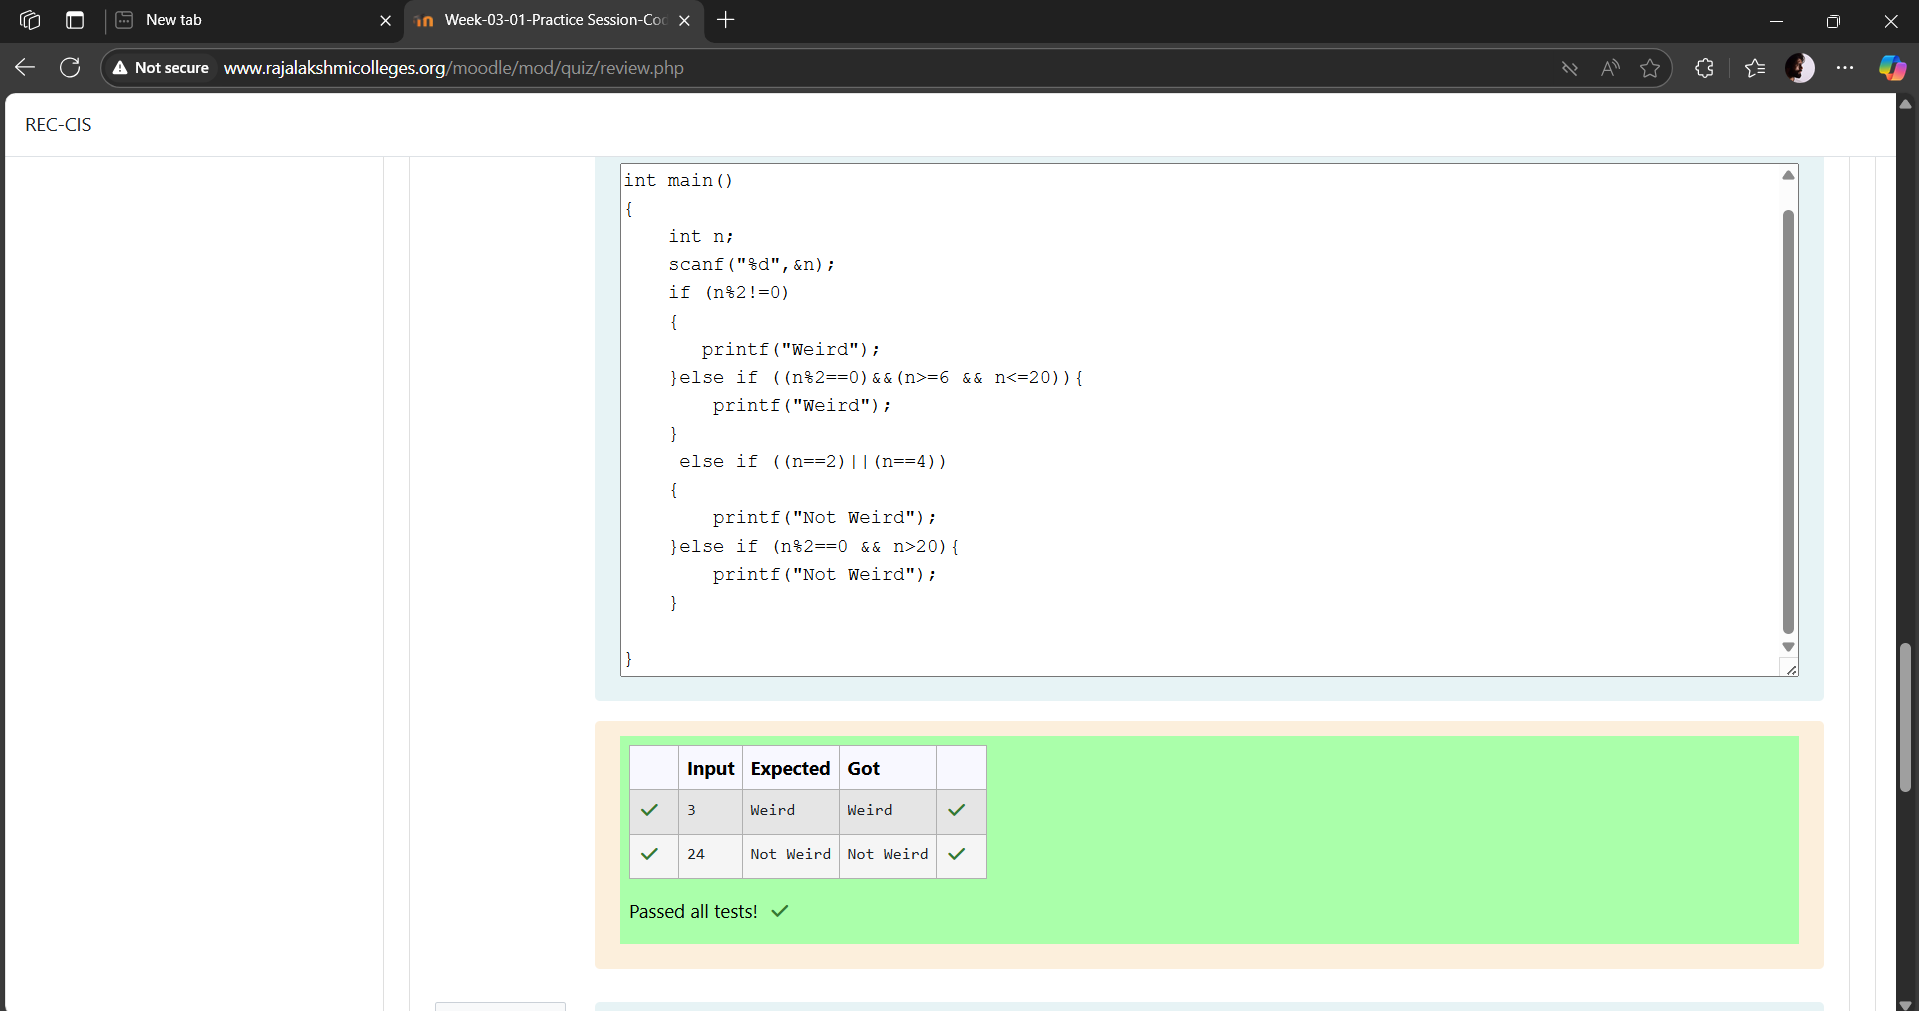 New tab
Week-03-01-Practice Session-Co
Not secure www.rajalakshmicolleges.org/moodle/mod/quiz/review.php
REC-CIS
int main()
{
    int n;
    scanf("%d",&n);
    if (n%2!=0)
    {
       printf("Weird");
    }else if ((n%2==0)&&(n>=6 && n<=20)){
        printf("Weird");
    }
     else if ((n==2)||(n==4))
    {
        printf("Not Weird");
    }else if (n%2==0 && n>20){
        printf("Not Weird");
    }
}
Input Expected Got
3 Weird Weird
24 Not Weird Not Weird
Passed all tests!